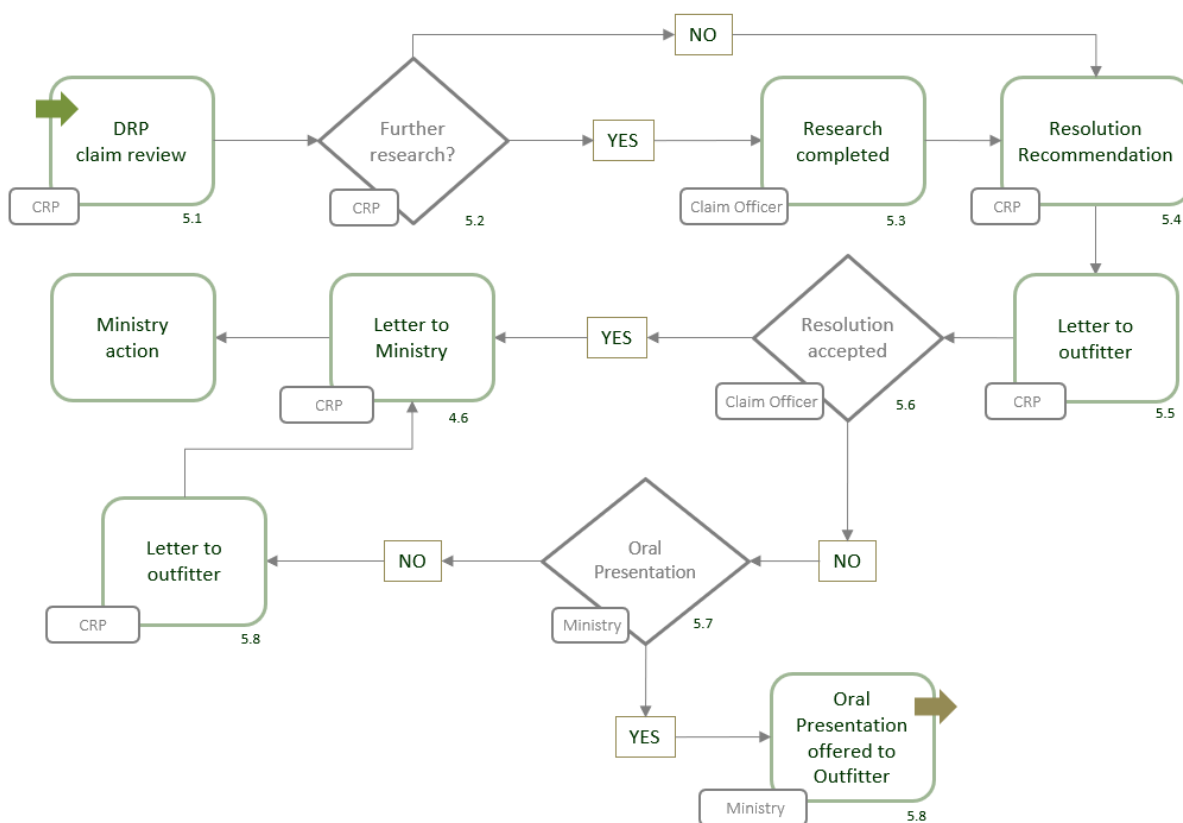 NO
DRP
claim review
CRP
5.1
Further
research?
CRP
5.2
YES
Research
completed
Claim Officer
5.3
Resolution
Recommendation
CRP
5.4
Ministry
action
Letter to
Ministry
CRP
4.6
YES
Resolution
accepted
Claim Officer
5.6
Letter to
outfitter
CRP
5.5
Letter to
outfitter
CRP
5.8
NO
Oral
Presentation
Ministry
5.7
NO
YES
Oral
Presentation
offered to
Outfitter
Ministry
5.8